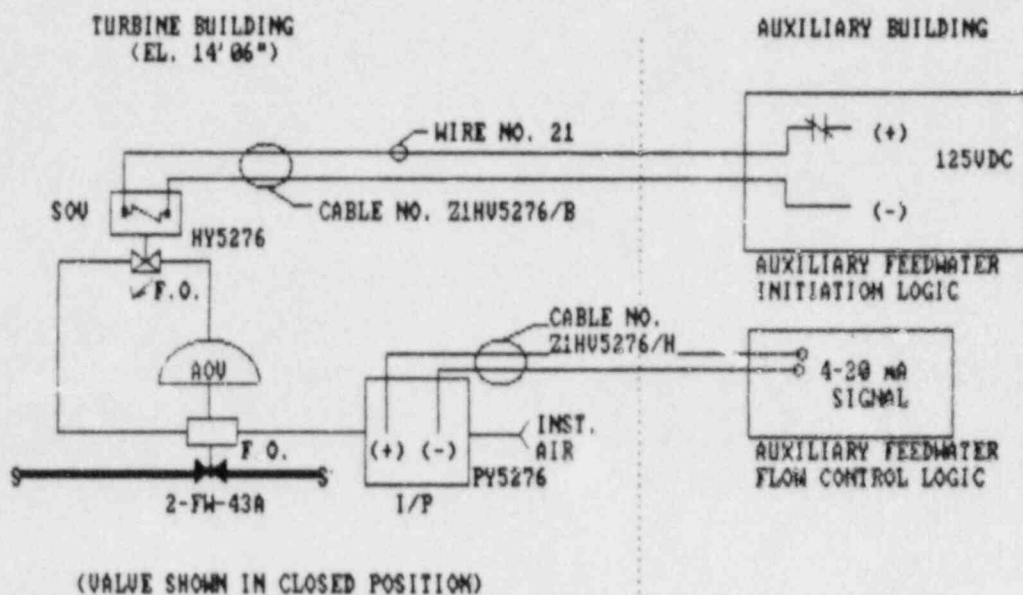 TURBINE BUILDING
(EL. 14'06")
AUXILIARY BUILDING
WIRE NO. 21
(+)
125VDC
(-)
SOV
CABLE NO. Z1HV5276/B
HY5276
F.O.
AUXILIARY FEEDWATER
INITIATION LOGIC
CABLE NO.
Z1HV5276/H
AOV
4-20 mA
SIGNAL
F.O.
(+) (-)
INST.
AIR
PY5276
AUXILIARY FEEDWATER
FLOW CONTROL LOGIC
S
S
2-FW-43A
I/P
(VALVE SHOWN IN CLOSED POSITION)